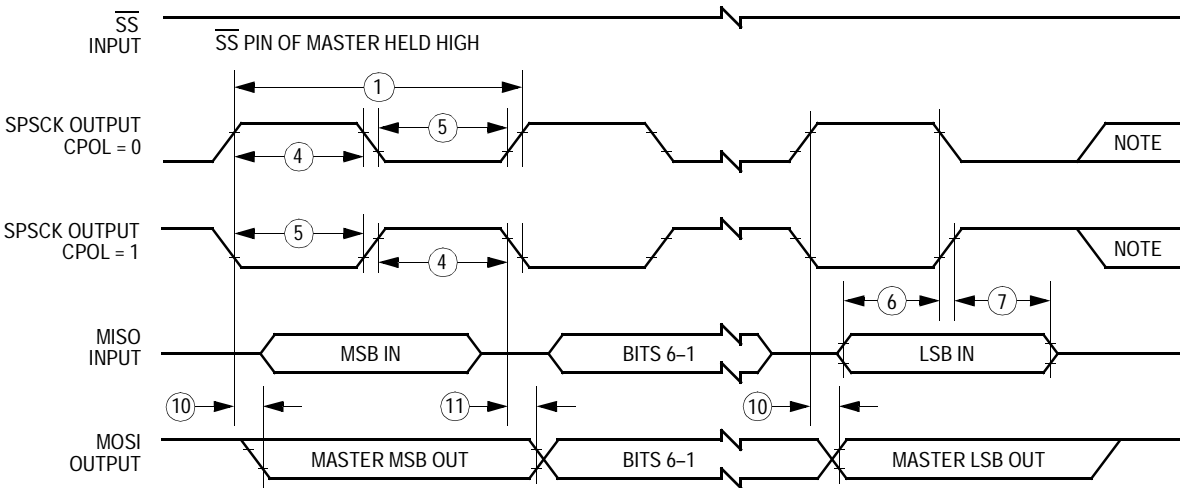 SS
INPUT
SS PIN OF MASTER HELD HIGH
1
SPSCK OUTPUT
CPOL = 0
5
4
NOTE
SPSCK OUTPUT
CPOL = 1
5
4
NOTE
6
7
MISO
INPUT
MSB IN
BITS 6–1
LSB IN
10
11
10
MOSI
OUTPUT
MASTER MSB OUT
BITS 6–1
MASTER LSB OUT